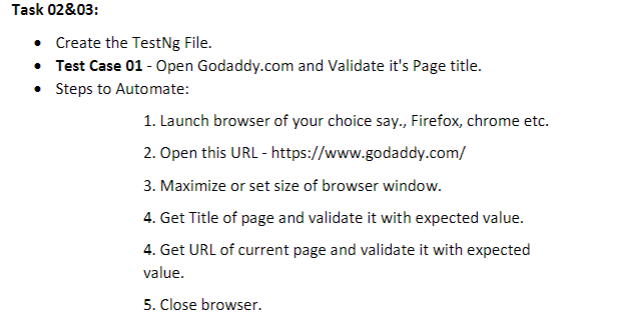 Task 02&03:
• Create the TestNg File.
• Test Case 01 - Open Godaddy.com and Validate it's Page title.
• Steps to Automate:
1. Launch browser of your choice say., Firefox, chrome etc.
2. Open this URL - https://www.godaddy.com/
3. Maximize or set size of browser window.
4. Get Title of page and validate it with expected value.
4. Get URL of current page and validate it with expected
value.
5. Close browser.